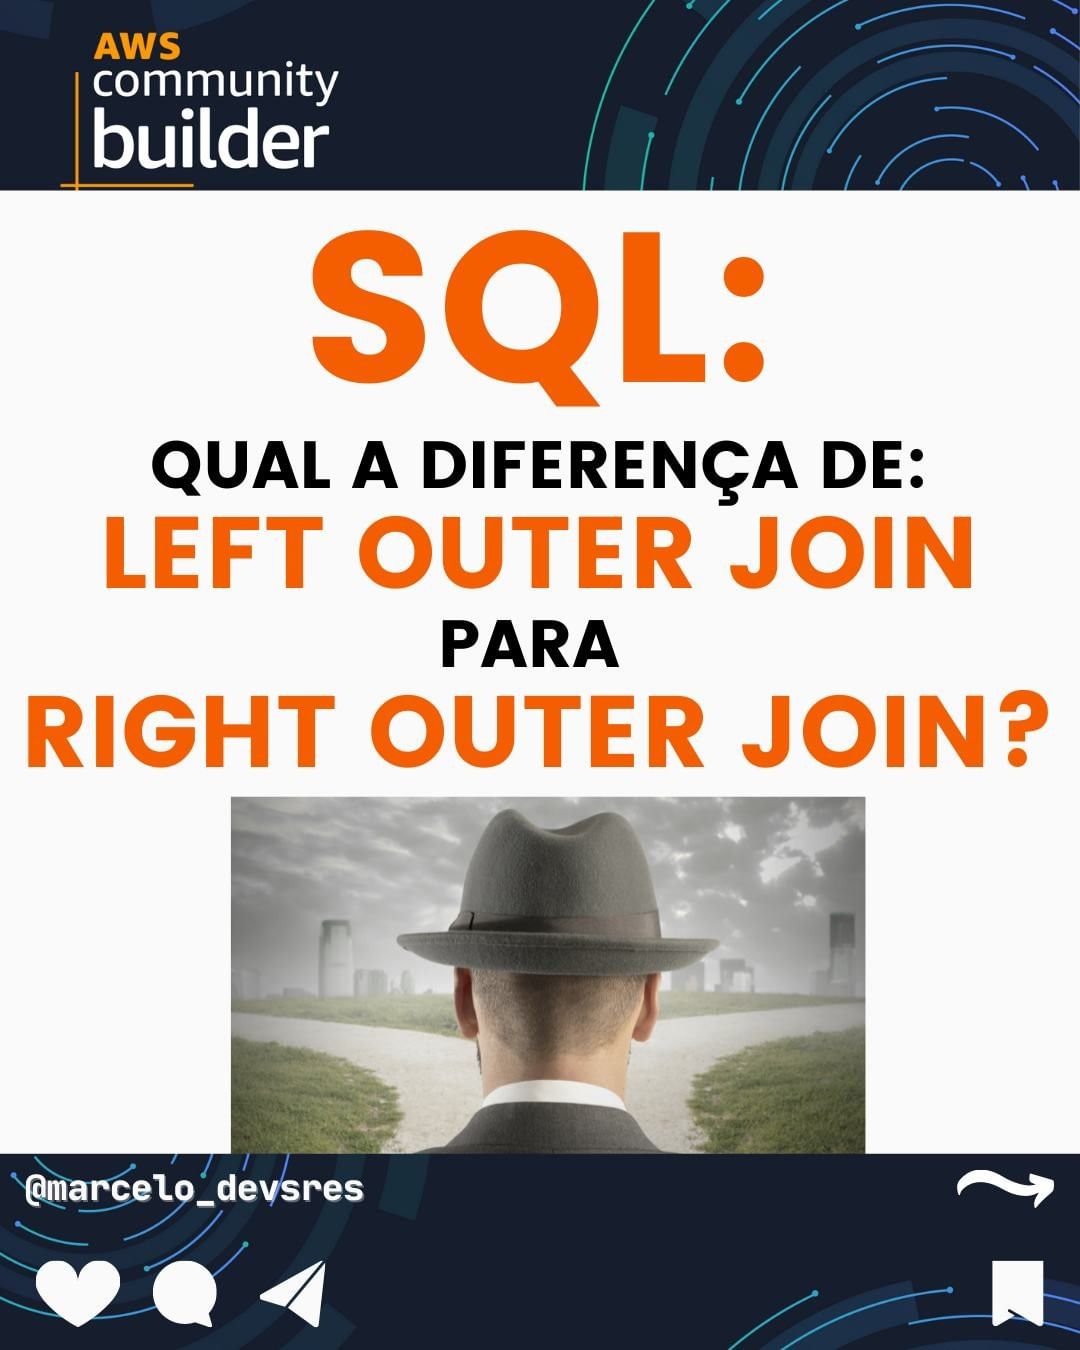 AWS
community
builder
SQL:
QUAL A DIFERENÇA DE:
LEFT OUTER JOIN
PARA
RIGHT OUTER JOIN?
@marcelo_devsres